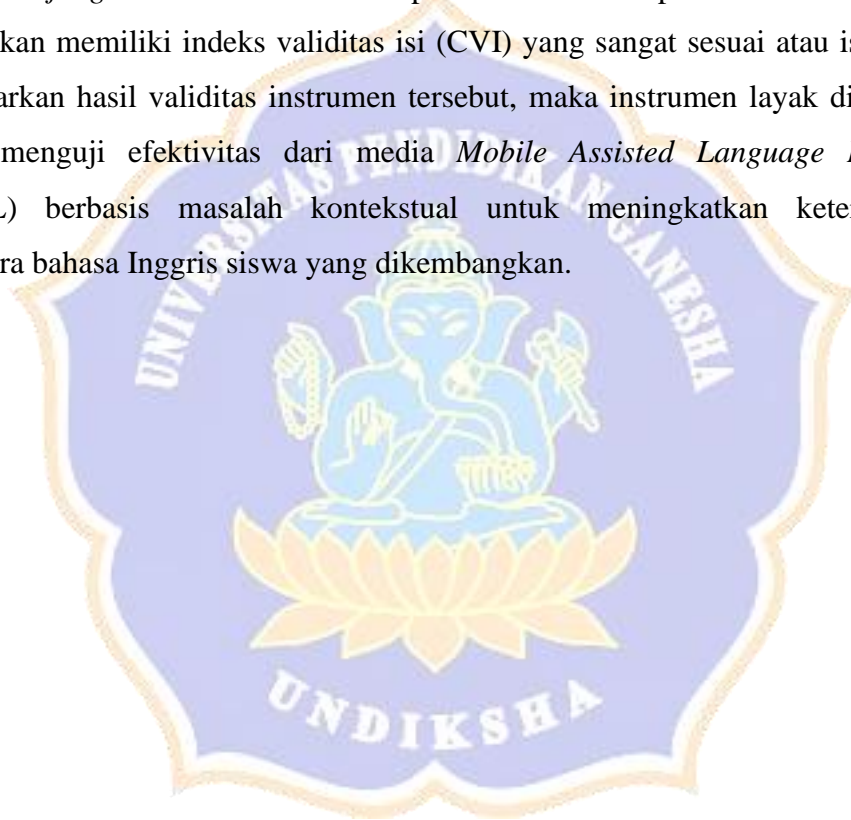 kan memiliki indeks validitas isi (CVI) yang sangat sesuai atau
arkan hasil validitas instrumen tersebut, maka instrumen layak di
menguji efektivitas dari media Mobile Assisted Language
L) berbasis masalah kontekstual untuk meningkatkan kete
ra bahasa Inggris siswa yang dikembangkan.
UNIVERSITAS PENDIDIKAN GANESHA
UNDIKSHA